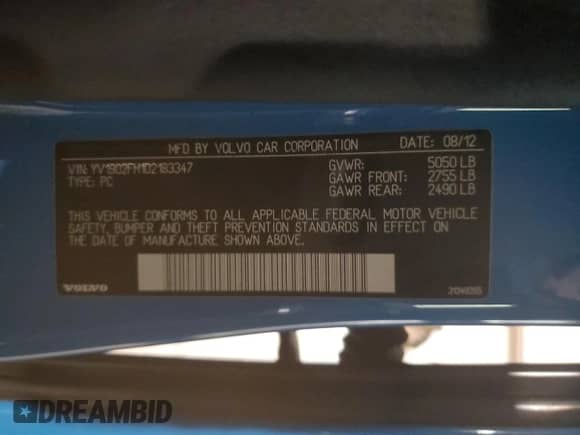 MFD BY VOLVO CAR CORPORATION DATE: 08/12
VIN: YV1902FH1D2183347 GVWR: 5050 LB
TYPE: PC GAWR FRONT: 2755 LB
GAWR REAR: 2490 LB
THIS VEHICLE CONFORMS TO ALL APPLICABLE FEDERAL MOTOR VEHICLE
SAFETY, BUMPER AND THEFT PREVENTION STANDARDS IN EFFECT ON
THE DATE OF MANUFACTURE SHOWN ABOVE.
VOLVO
DREAMBID